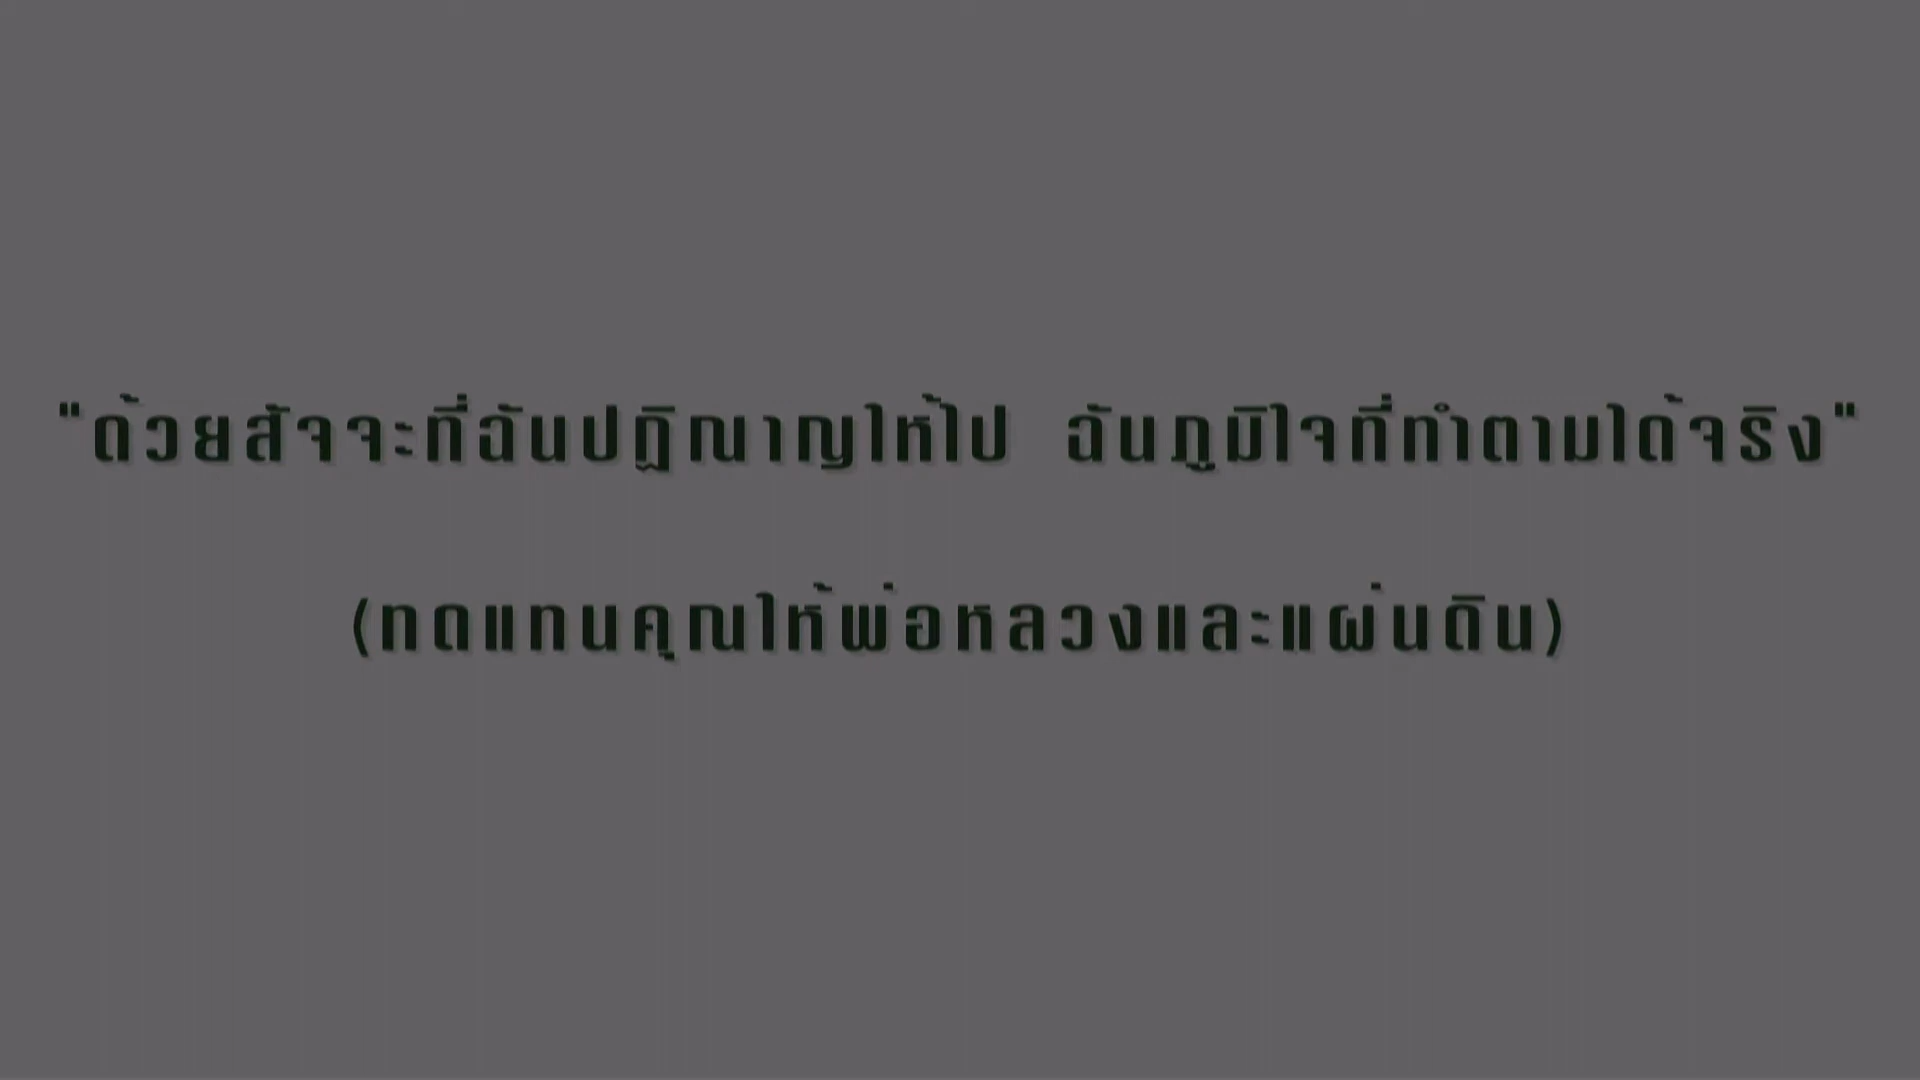 "ด้วยสัจจะที่ฉันปฏิณาญให้ไป ฉันภูมิใจที่ทำตามได้จริง"
(ทดแทนคุณให้พ่อหลวงและแผ่นดิน)